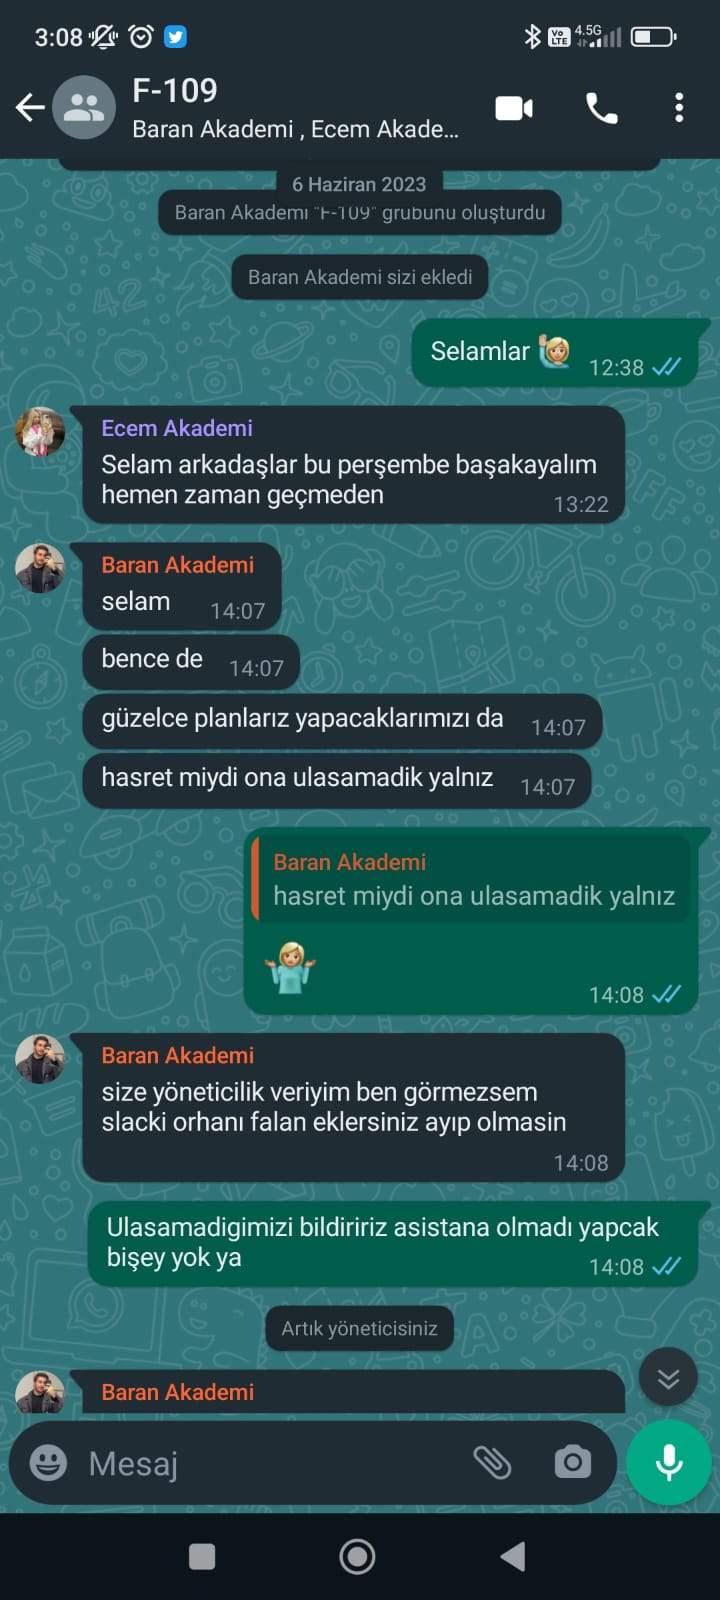 3:08
Vo
LTE
4.5G
F-109
Baran Akademi , Ecem Akade...
6 Haziran 2023
Baran Akademi "F-109" grubunu oluşturdu
Baran Akademi sizi ekledi
Selamlar
12:38
Ecem Akademi
Selam arkadaşlar bu perşembe başakayalım
hemen zaman geçmeden
13:22
Baran Akademi
selam
14:07
bence de
14:07
güzelce planlarız yapacaklarımızı da
14:07
hasret miydi ona ulasamadik yalnız
14:07
Baran Akademi
hasret miydi ona ulasamadik yalnız
14:08
Baran Akademi
size yöneticilik veriyim ben görmezsem
slacki orhanı falan eklersiniz ayıp olmasin
14:08
Ulasamadigimizi bildiririz asistana olmadı yapcak
bişey yok ya
14:08
Artık yöneticisiniz
Baran Akademi
Mesaj